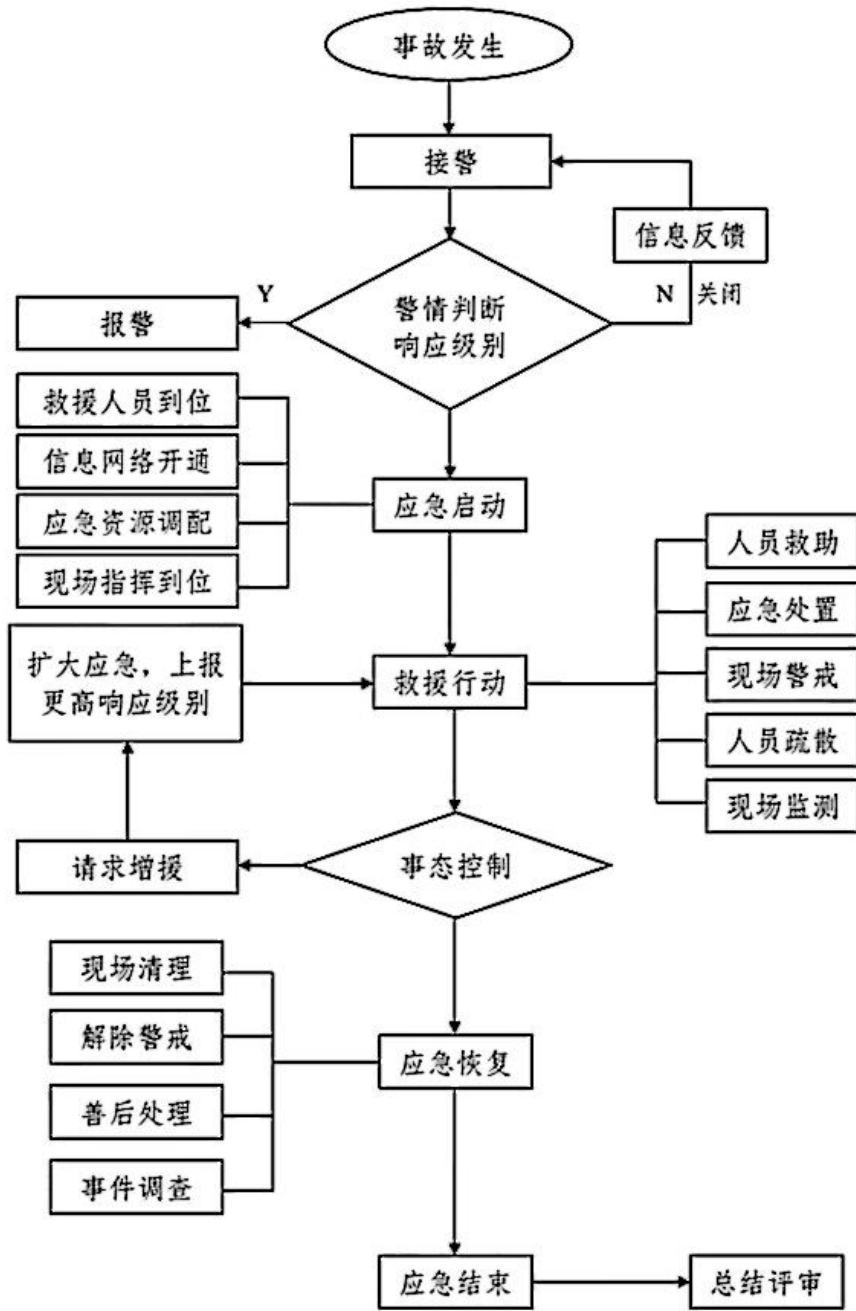 事故发生
接警
信息反馈
Y
N 关闭
警情判断
响应级别
报警
救援人员到位
信息网络开通
应急资源调配
现场指挥到位
应急启动
人员救助
应急处置
现场警戒
人员疏散
现场监测
扩大应急，上报
更高响应级别
救援行动
请求增援
事态控制
现场清理
解除警戒
善后处理
事件调查
应急恢复
应急结束
总结评审